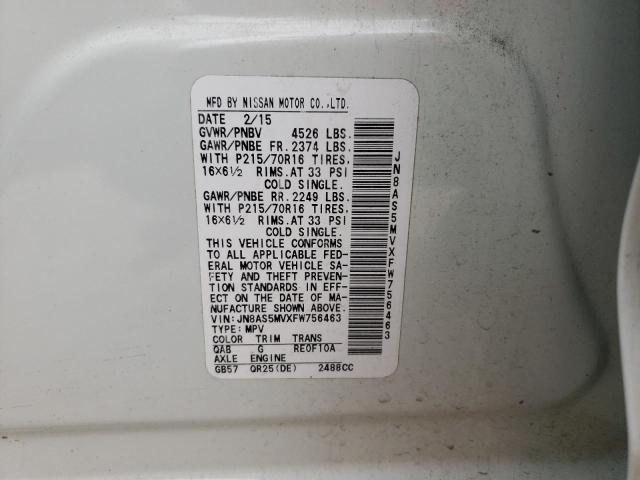 MFD BY NISSAN MOTOR CO.,LTD.
DATE 2/15
GVWR/PNBV 4526 LBS.
GAWR/PNBE FR. 2374 LBS.
WITH P215/70R16 TIRES,
16X6½ RIMS.AT 33 PSI
COLD SINGLE.
GAWR/PNBE RR. 2249 LBS.
WITH P215/70R16 TIRES,
16X6½ RIMS.AT 33 PSI
COLD SINGLE.
THIS VEHICLE CONFORMS
TO ALL APPLICABLE FED-
ERAL MOTOR VEHICLE SA-
FETY AND THEFT PREVEN-
TION STANDARDS IN EFF-
ECT ON THE DATE OF MA-
NUFACTURE SHOWN ABOVE.
VIN:JN8AS5MVXFW756463
TYPE: MPV
COLOR TRIM TRANS
QAB G RE0F10A
AXLE ENGINE
GB57 QR25(DE) 2488CC
JN8AS5MVXFW756463